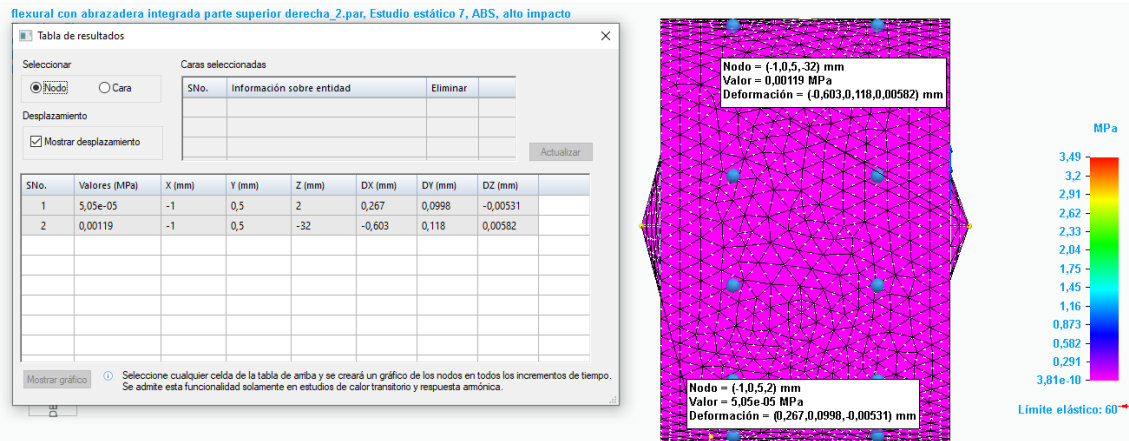 flexural con abrazadera integrada parte superior derecha_2.par, Estudio estático 7, ABS, alto impacto
Tabla de resultados
Seleccionar
Nodo
Cara
Desplazamiento
Mostrar desplazamiento
Caras seleccionadas
SNo. Información sobre entidad Eliminar
Actualizar
SNo. Valores (MPa) X (mm) Y (mm) Z (mm) DX (mm) DY (mm) DZ (mm)
1 5,05e-05 -1 0,5 2 0,267 0,0998 -0,00531
2 0,00119 -1 0,5 -32 -0,603 0,118 0,00582
Mostrar gráfico
Seleccione cualquier celda de la tabla de arriba y se creará un gráfico de los nodos en todos los incrementos de tiempo.
Se admite esta funcionalidad solamente en estudios de calor transitorio y respuesta armónica.
Nodo = (-1,0,5,-32) mm
Valor = 0,00119 MPa
Deformación = (-0,603,0,118,0,00582) mm
Nodo = (-1,0,5,2) mm
Valor = 5,05e-05 MPa
Deformación = (0,267,0,0998,-0,00531) mm
MPa
3,49
3,2
2,91
2,62
2,33
2,04
1,75
1,45
1,16
0,873
0,582
0,291
3,81e-10
Límite elástico: 60